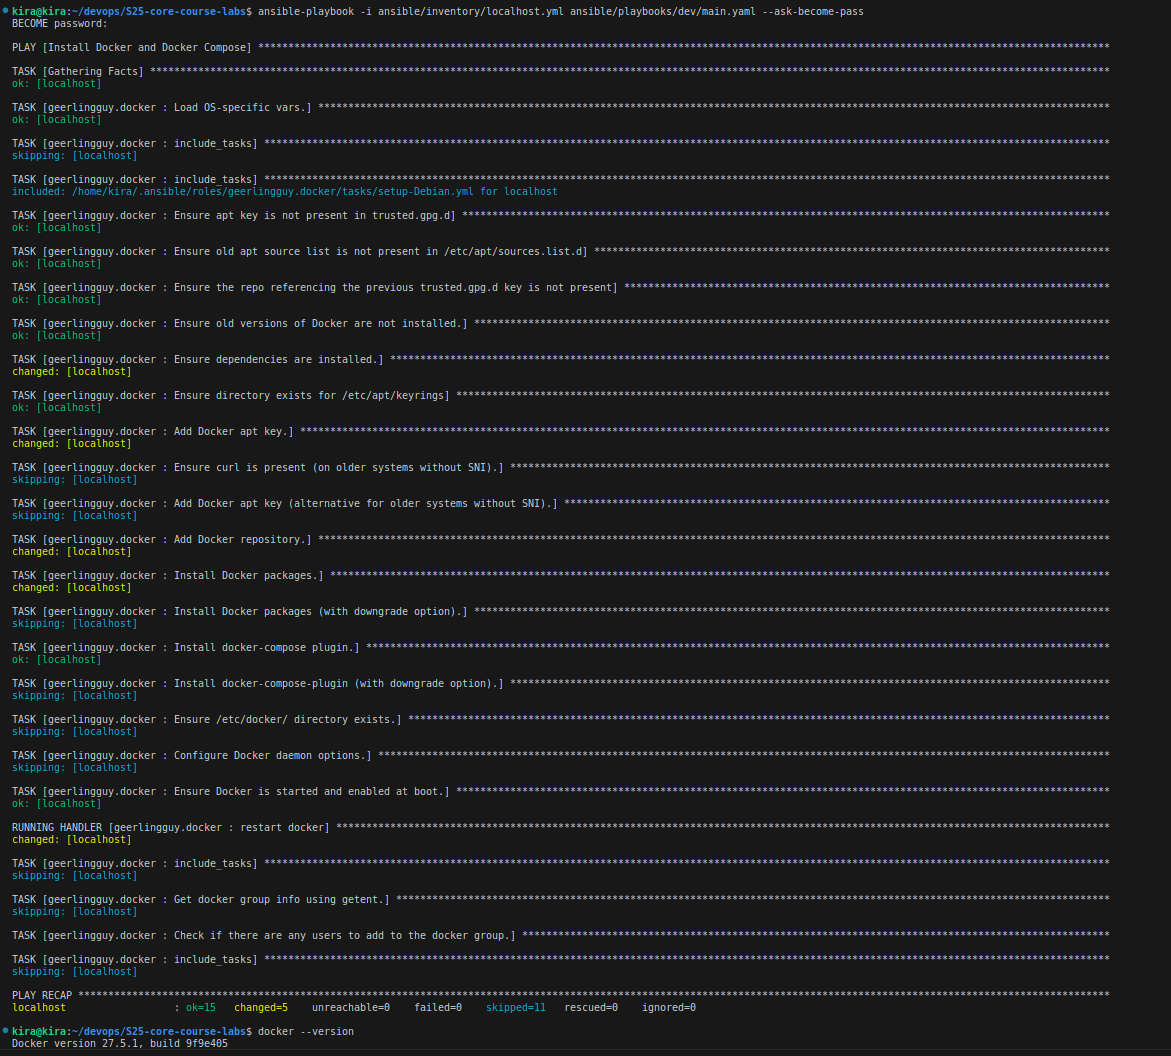 kira@kira:~/devops/S25-core-course-labs$ ansible-playbook -i ansible/inventory/localhost.yml ansible/playbooks/dev/main.yaml --ask-become-pass
BECOME password:
PLAY [Install Docker and Docker Compose] **********************************************************************************************************************************************
TASK [Gathering Facts] *****************************************************************************************************************************************************************
ok: [localhost]
TASK [geerlingguy.docker : Load OS-specific vars.] ************************************************************************************************************************************
ok: [localhost]
TASK [geerlingguy.docker : include_tasks] *********************************************************************************************************************************************
skipping: [localhost]
TASK [geerlingguy.docker : include_tasks] *********************************************************************************************************************************************
included: /home/kira/.ansible/roles/geerlingguy.docker/tasks/setup-Debian.yml for localhost
TASK [geerlingguy.docker : Ensure apt key is not present in trusted.gpg.d] ************************************************************************************************************
ok: [localhost]
TASK [geerlingguy.docker : Ensure old apt source list is not present in /etc/apt/sources.list.d] **************************************************************************************
ok: [localhost]
TASK [geerlingguy.docker : Ensure the repo referencing the previous trusted.gpg.d key is not present] *********************************************************************************
ok: [localhost]
TASK [geerlingguy.docker : Ensure old versions of Docker are not installed.] **********************************************************************************************************
ok: [localhost]
TASK [geerlingguy.docker : Ensure dependencies are installed.] ************************************************************************************************************************
changed: [localhost]
TASK [geerlingguy.docker : Ensure directory exists for /etc/apt/keyrings] *************************************************************************************************************
ok: [localhost]
TASK [geerlingguy.docker : Add Docker apt key.] ***************************************************************************************************************************************
changed: [localhost]
TASK [geerlingguy.docker : Ensure curl is present (on older systems without SNI).] ****************************************************************************************************
skipping: [localhost]
TASK [geerlingguy.docker : Add Docker apt key (alternative for older systems without SNI).] *******************************************************************************************
skipping: [localhost]
TASK [geerlingguy.docker : Add Docker repository.] ************************************************************************************************************************************
changed: [localhost]
TASK [geerlingguy.docker : Install Docker packages.] **********************************************************************************************************************************
changed: [localhost]
TASK [geerlingguy.docker : Install Docker packages (with downgrade option).] **********************************************************************************************************
skipping: [localhost]
TASK [geerlingguy.docker : Install docker-compose plugin.] ****************************************************************************************************************************
ok: [localhost]
TASK [geerlingguy.docker : Install docker-compose-plugin (with downgrade option).] ****************************************************************************************************
skipping: [localhost]
TASK [geerlingguy.docker : Ensure /etc/docker/ directory exists.] *********************************************************************************************************************
skipping: [localhost]
TASK [geerlingguy.docker : Configure Docker daemon options.] **************************************************************************************************************************
skipping: [localhost]
TASK [geerlingguy.docker : Ensure Docker is started and enabled at boot.] *************************************************************************************************************
ok: [localhost]
RUNNING HANDLER [geerlingguy.docker : restart docker] *********************************************************************************************************************************
changed: [localhost]
TASK [geerlingguy.docker : include_tasks] *********************************************************************************************************************************************
skipping: [localhost]
TASK [geerlingguy.docker : Get docker group info using getent.] ***********************************************************************************************************************
skipping: [localhost]
TASK [geerlingguy.docker : Check if there are any users to add to the docker group.] **************************************************************************************************
TASK [geerlingguy.docker : include_tasks] *********************************************************************************************************************************************
skipping: [localhost]
PLAY RECAP ****************************************************************************************************************************************************************************
localhost                  : ok=15   changed=5    unreachable=0    failed=0    skipped=11   rescued=0    ignored=0
kira@kira:~/devops/S25-core-course-labs$ docker --version
Docker version 27.5.1, build 9f9e405